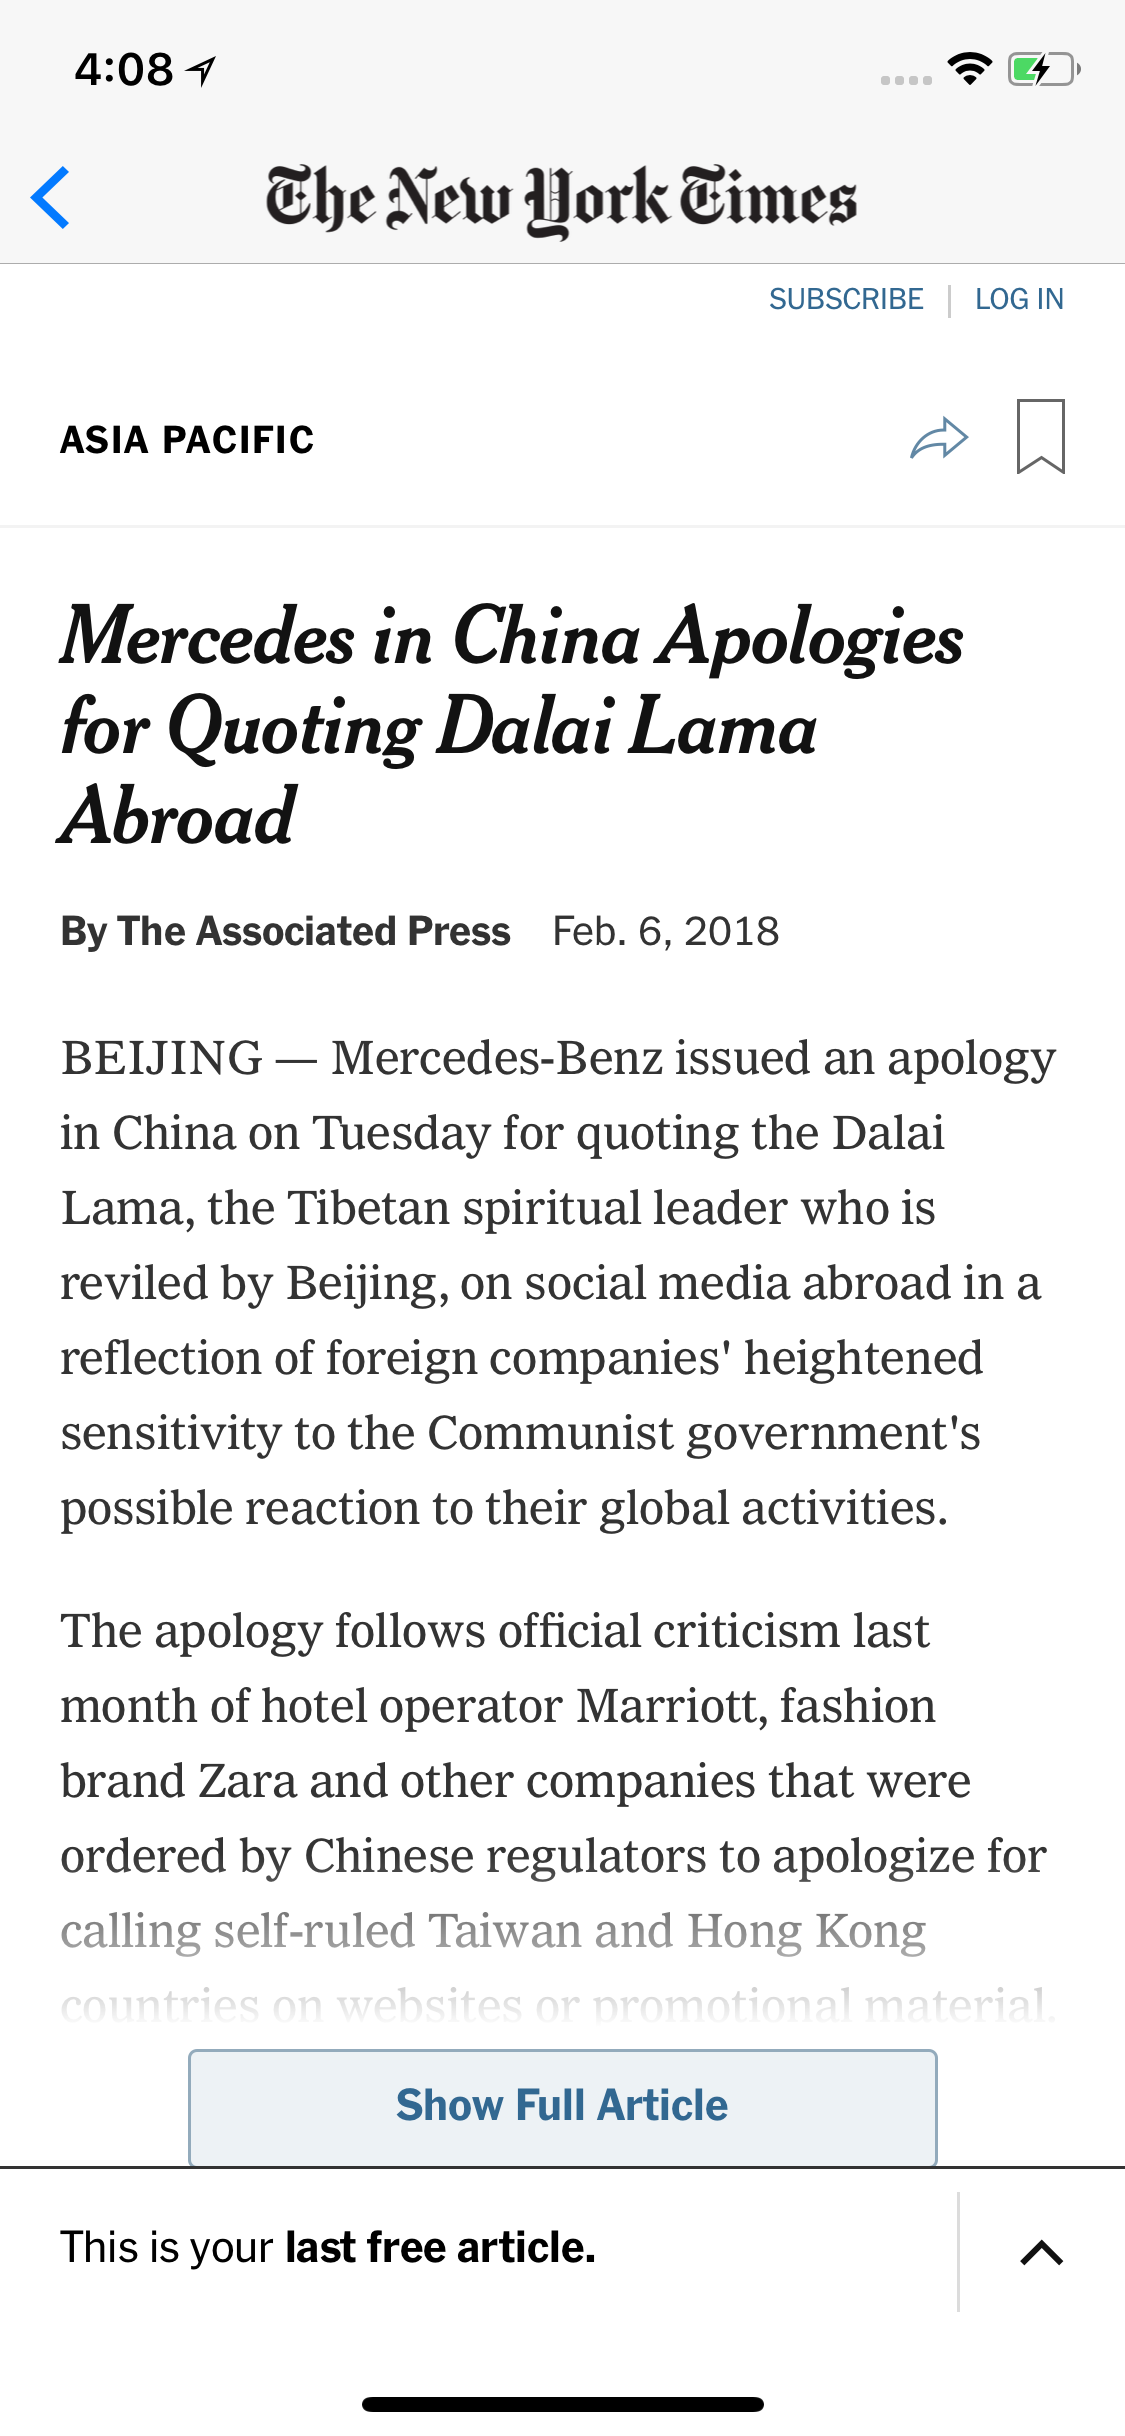 4:08
The New York Times
SUBSCRIBE | LOG IN
ASIA PACIFIC
Mercedes in China Apologies
for Quoting Dalai Lama
Abroad
By The Associated Press Feb. 6, 2018
BEIJING — Mercedes-Benz issued an apology
in China on Tuesday for quoting the Dalai
Lama, the Tibetan spiritual leader who is
reviled by Beijing, on social media abroad in a
reflection of foreign companies' heightened
sensitivity to the Communist government's
possible reaction to their global activities.
The apology follows official criticism last
month of hotel operator Marriott, fashion
brand Zara and other companies that were
ordered by Chinese regulators to apologize for
calling self-ruled Taiwan and Hong Kong
countries on websites or promotional material.
Show Full Article
This is your last free article.